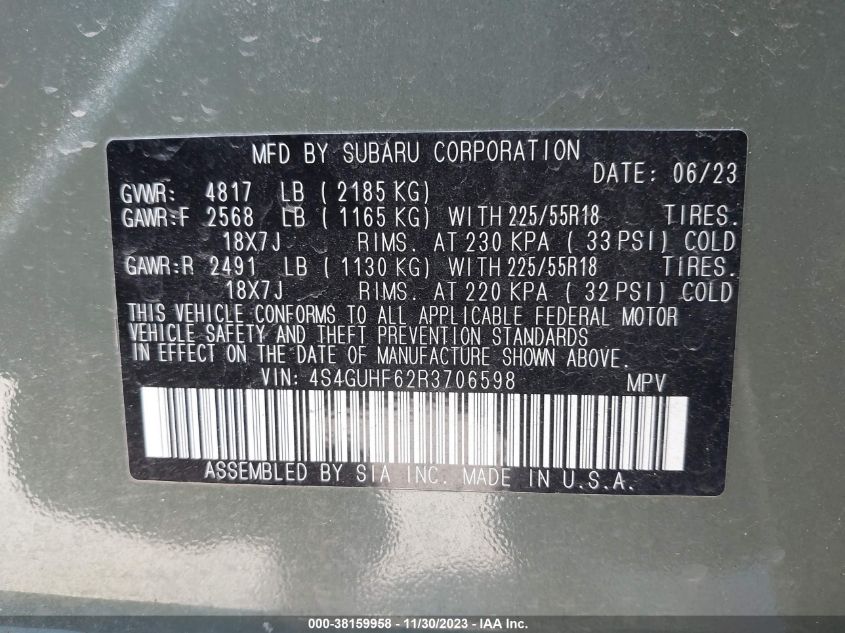 MFD BY SUBARU CORPORATION
DATE: 06/23
GVWR: 4817 LB ( 2185 KG)
GAWR:F 2568 LB ( 1165 KG) WITH 225/55R18 TIRES.
18X7J RIMS. AT 230 KPA ( 33 PSI) COLD
GAWR:R 2491 LB ( 1130 KG) WITH 225/55R18 TIRES.
18X7J RIMS. AT 220 KPA ( 32 PSI) COLD
THIS VEHICLE CONFORMS TO ALL APPLICABLE FEDERAL MOTOR
VEHICLE SAFETY AND THEFT PREVENTION STANDARDS
IN EFFECT ON THE DATE OF MANUFACTURE SHOWN ABOVE.
VIN: 4S4GUHF62R3706598 MPV
ASSEMBLED BY SIA INC. MADE IN U.S.A.
000-38159958 - 11/30/2023 - IAA Inc.